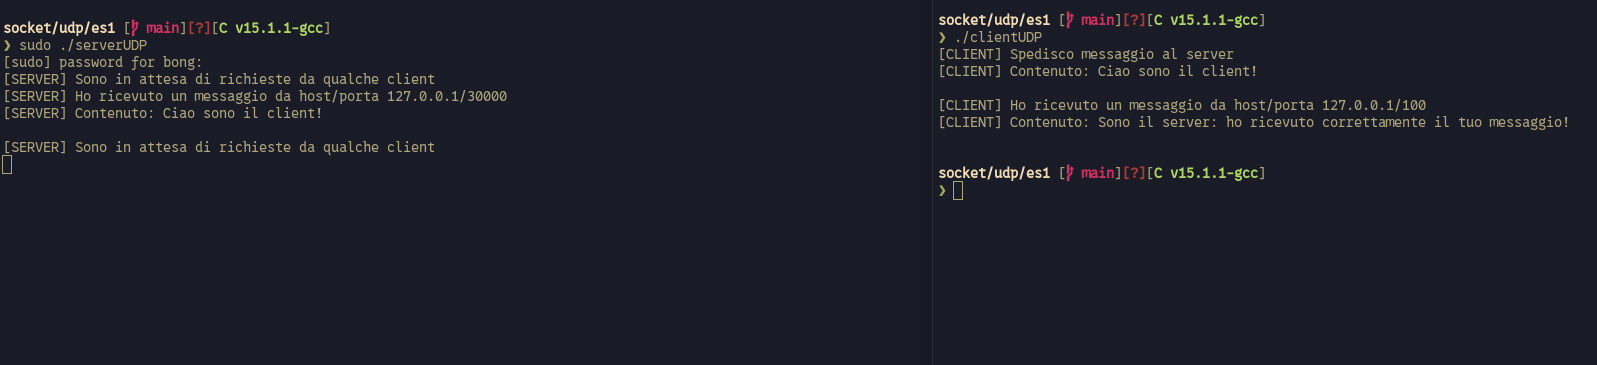 socket/udp/es1 [ main][?][C v15.1.1-gcc]
❯ sudo ./serverUDP
[sudo] password for bong:
[SERVER] Sono in attesa di richieste da qualche client
[SERVER] Ho ricevuto un messaggio da host/porta 127.0.0.1/30000
[SERVER] Contenuto: Ciao sono il client!
[SERVER] Sono in attesa di richieste da qualche client
socket/udp/es1 [ main][?][C v15.1.1-gcc]
❯ ./clientUDP
[CLIENT] Spedisco messaggio al server
[CLIENT] Contenuto: Ciao sono il client!
[CLIENT] Ho ricevuto un messaggio da host/porta 127.0.0.1/100
[CLIENT] Contenuto: Sono il server: ho ricevuto correttamente il tuo messaggio!
socket/udp/es1 [ main][?][C v15.1.1-gcc]
❯